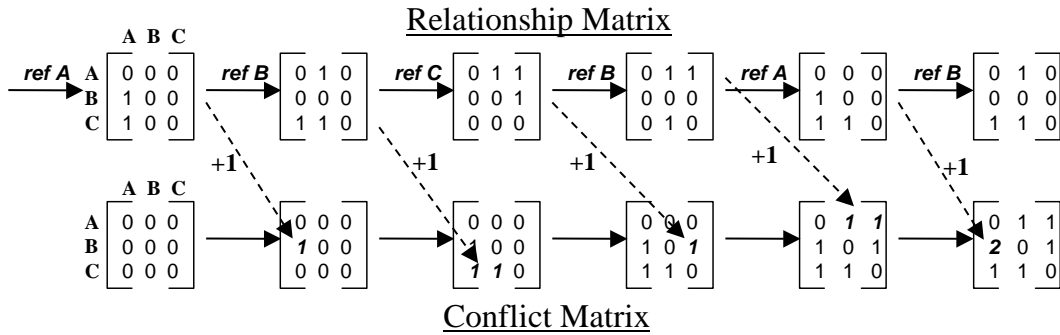 Relationship Matrix
A B C
ref A A 0 0 0 ref B 0 1 0 ref C 0 1 1 ref B 0 1 1 ref A 0 0 0 ref B 0 1 0
B 1 0 0 0 0 0 0 0 1 0 0 0 1 0 0 0 0 0
C 1 0 0 1 1 0 0 0 0 0 1 0 1 1 0 1 1 0
+1 +1 +1 +1 +1
A B C
A 0 0 0 0 0 0 0 0 0 0 0 0 0 1 1 0 1 1
B 0 0 0 1 0 0 1 0 0 1 0 1 1 0 1 2 0 1
C 0 0 0 0 0 0 1 1 0 1 1 0 1 1 0 1 1 0
Conflict Matrix